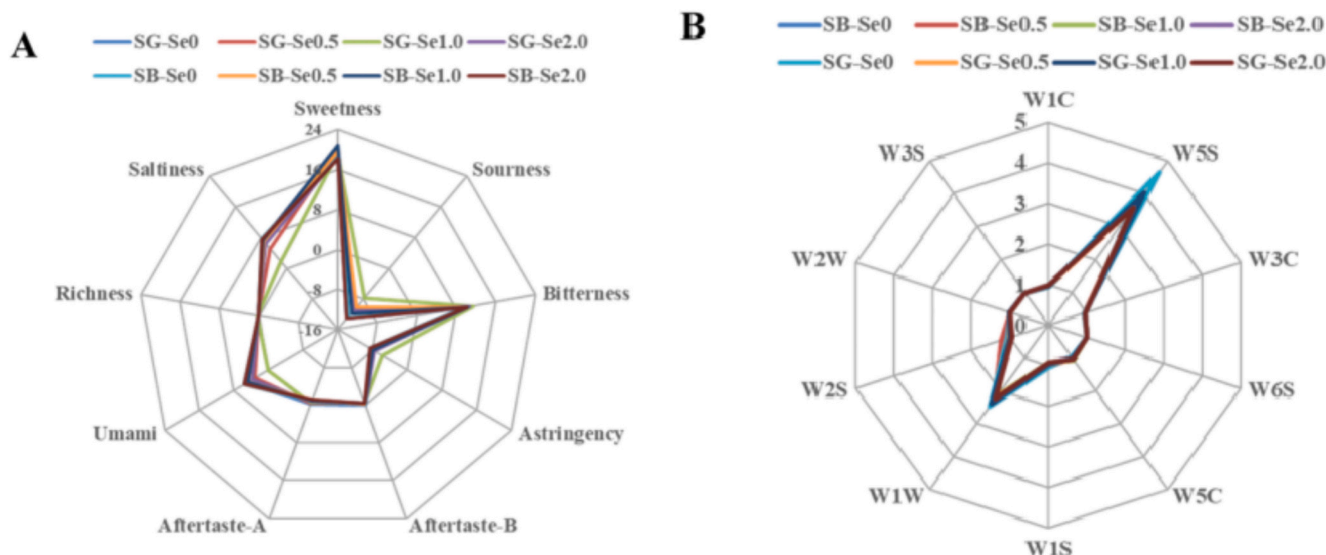 A
SG-Se0 SG-Se0.5 SG-Se1.0 SG-Se2.0
SB-Se0 SB-Se0.5 SB-Se1.0 SB-Se2.0
Sweetness
24
Saltiness
16
Sourness
8
0
Richness
-8
Bitterness
-16
Umami
Astringency
Aftertaste-A
Aftertaste-B
B
SB-Se0 SB-Se0.5 SB-Se1.0 SB-Se2.0
SG-Se0 SG-Se0.5 SG-Se1.0 SG-Se2.0
W1C
5
W3S
4
W5S
3
W2W
2
W3C
1
0
W2S
W6S
W1W
W5C
W1S